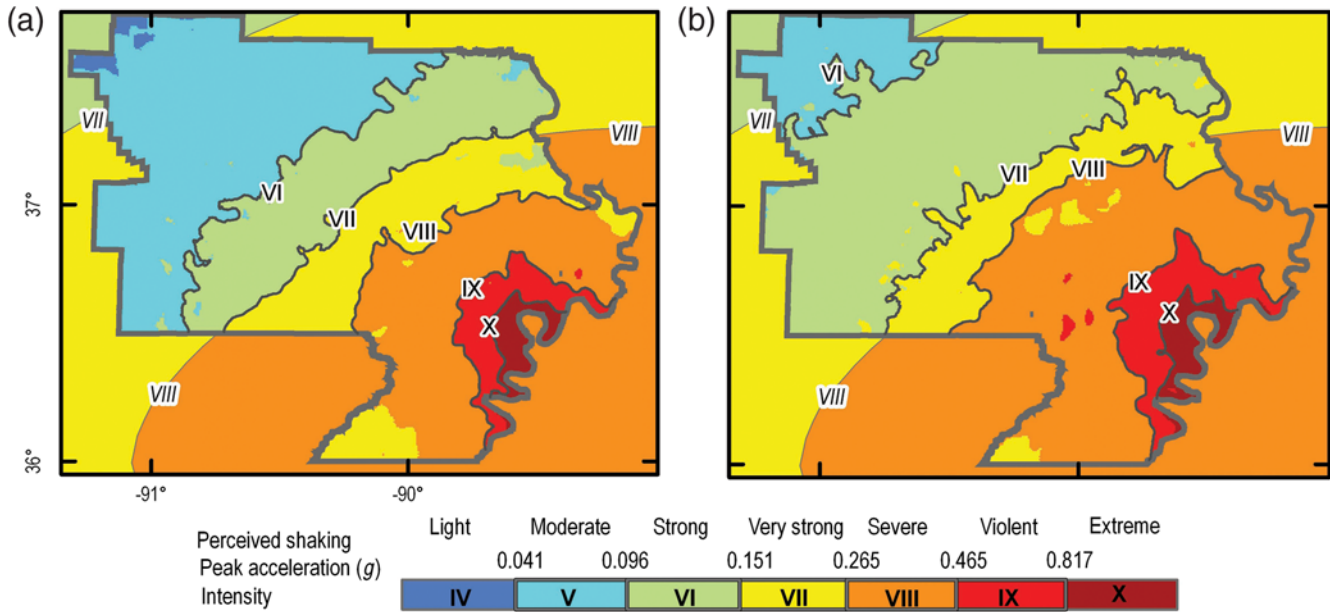 (a)
(b)
VII
VIII
VI
VII
VIII
IX
X
VIII
37°
36°
-91°
-90°
VI
VII
VIII
VII
VIII
IX
X
VIII
Perceived shaking Light Moderate Strong Very strong Severe Violent Extreme
Peak acceleration (g) 0.041 0.096 0.151 0.265 0.465 0.817
Intensity IV V VI VII VIII IX X